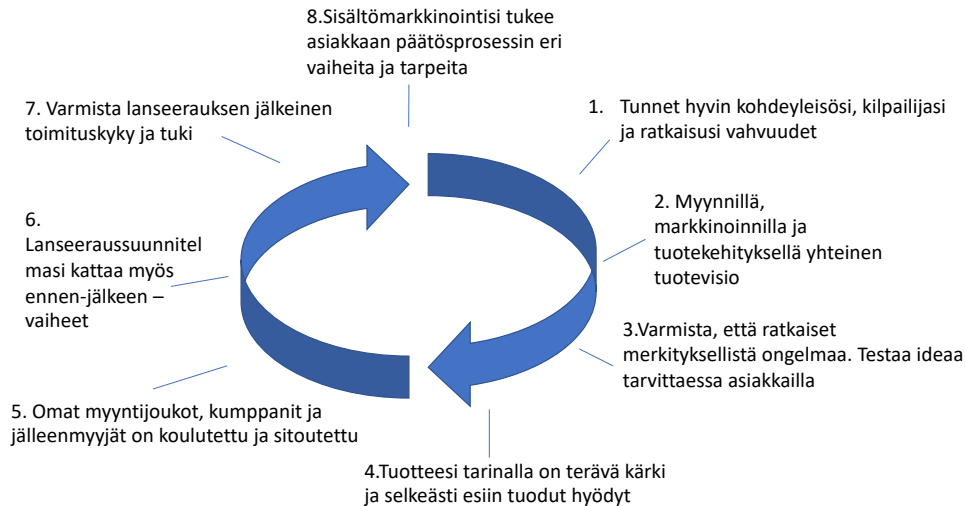 8.Sisältömarkkinointisi tukee
asiakkaan päätösprosessin eri
vaiheita ja tarpeita
1. Tunnet hyvin kohdeyleisösi, kilpailijasi
ja ratkaisusi vahvuudet
2. Myynnillä,
markkinoinnilla ja
tuotekehityksellä yhteinen
tuotevisio
3.Varmista, että ratkaiset
merkityksellistä ongelmaa. Testaa ideaa
tarvittaessa asiakkailla
4.Tuotteesi tarinalla on terävä kärki
ja selkeästi esiin tuodut hyödyt
5. Omat myyntijoukot, kumppanit ja
jälleenmyyjät on koulutettu ja sitoutettu
6.
Lanseeraussuunnitel
masi kattaa myös
ennen-jälkeen –
vaiheet
7. Varmista lanseerauksen jälkeinen
toimituskyky ja tuki